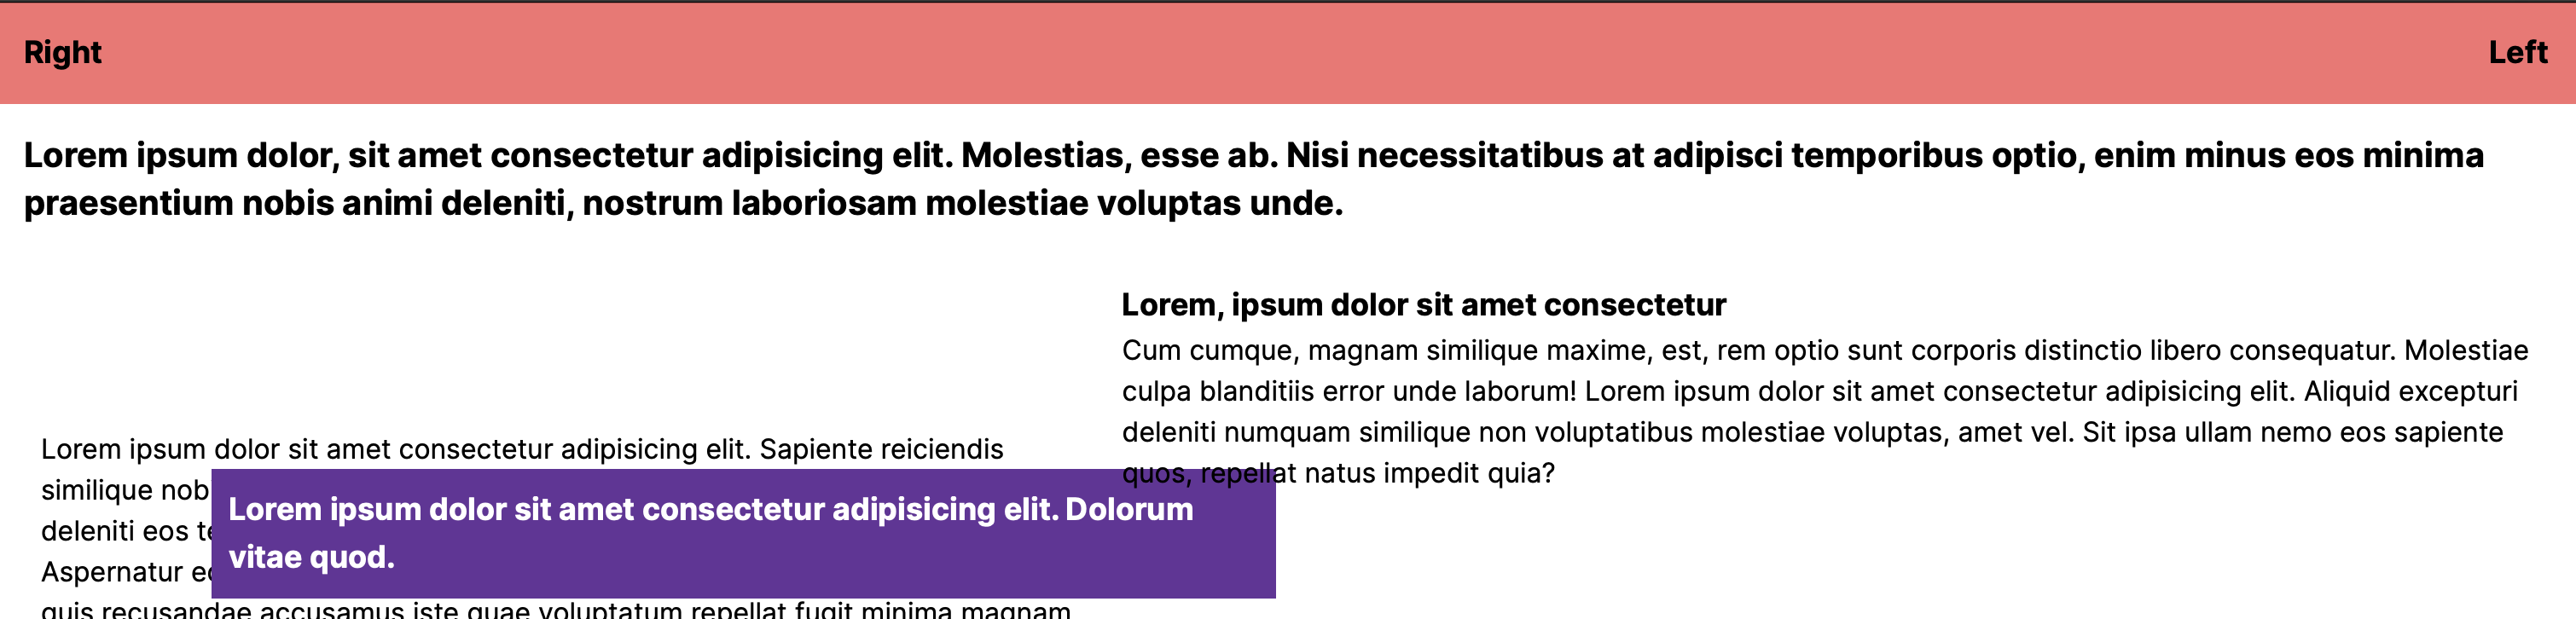 Right
Left
Lorem ipsum dolor, sit amet consectetur adipisicing elit. Molestias, esse ab. Nisi necessitatibus at adipisci temporibus optio, enim minus eos minima
praesentium nobis animi deleniti, nostrum laboriosam molestiae voluptas unde.
Lorem ipsum dolor sit amet consectetur adipisicing elit. Sapiente reiciendis
similique
deleniti eos
Aspernatur
quis recusandae accusamus iste quae voluptatum repellat fugit minima magnam
Lorem ipsum dolor sit amet consectetur adipisicing elit. Dolorum
vitae quod.
Lorem, ipsum dolor sit amet consectetur
Cum cumque, magnam similique maxime, est, rem optio sunt corporis distinctio libero consequatur. Molestiae
culpa blanditiis error unde laborum! Lorem ipsum dolor sit amet consectetur adipisicing elit. Aliquid excepturi
deleniti numquam similique non voluptatibus molestiae voluptas, amet vel. Sit ipsa ullam nemo eos sapiente
quos, repellat natus impedit quia?